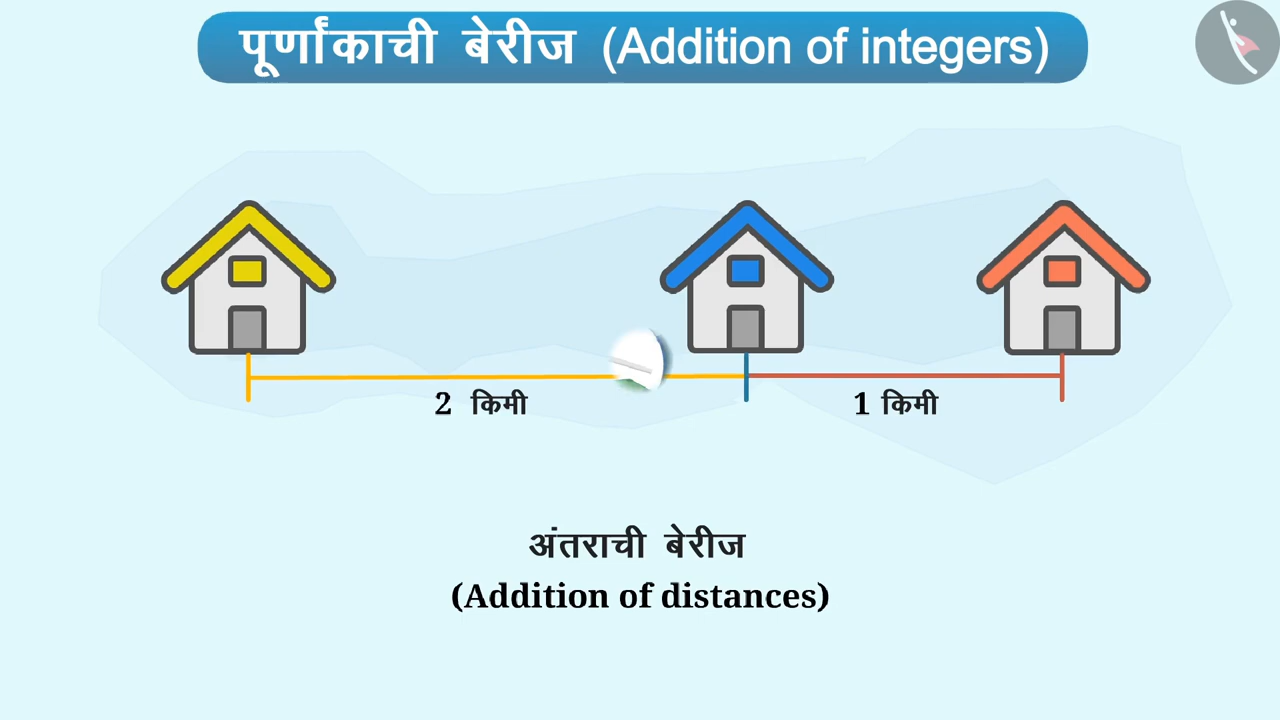 पूर्णांकाची बेरीज (Addition of integers)
2 किमी 1 किमी
अंतराची बेरीज
(Addition of distances)